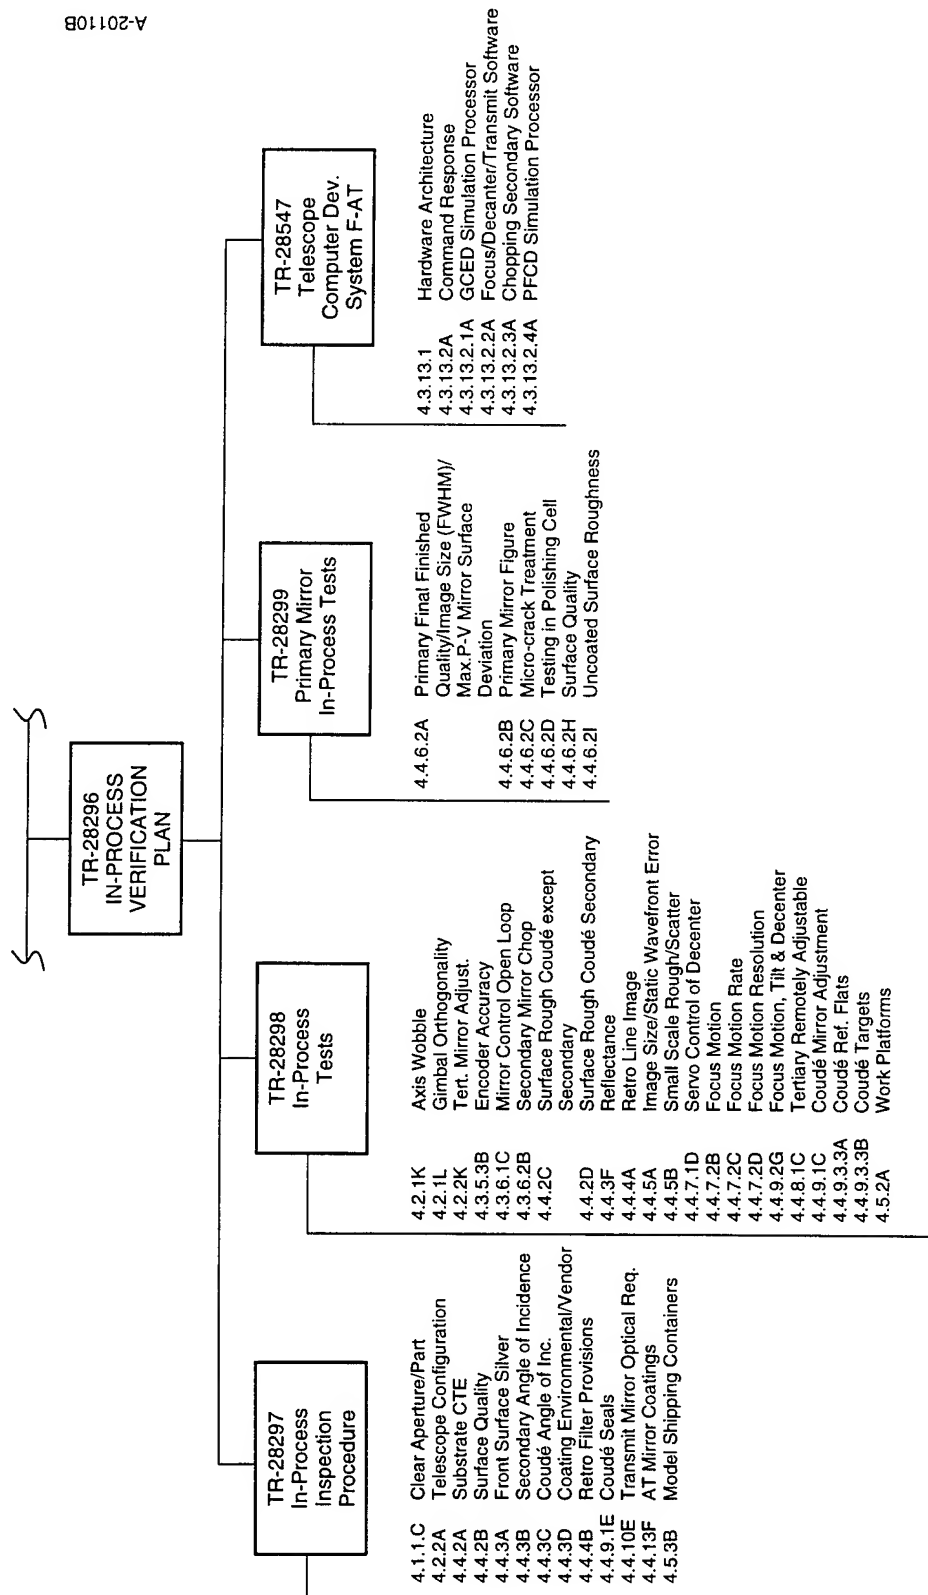 A-20110B
TR-28296
IN-PROCESS
VERIFICATION
PLAN
TR-28297
In-Process
Inspection
Procedure
4.1.1.C Clear Aperture/Part
4.2.2A Telescope Configuration
4.4.2A Substrate CTE
4.4.2B Surface Quality
4.4.3A Front Surface Silver
4.4.3B Secondary Angle of Incidence
4.4.3C Coudé Angle of Inc.
4.4.3D Coating Environmental/Vendor
4.4.4B Retro Filter Provisions
4.4.9.1E Coudé Seals
4.4.10E Transmit Mirror Optical Req.
4.4.13F AT Mirror Coatings
4.5.3B Model Shipping Containers
TR-28298
In-Process
Tests
4.2.1K Axis Wobble
4.2.1L Gimbal Orthogonality
4.2.2K Tert. Mirror Adjust.
4.3.5.3B Encoder Accuracy
4.3.6.1C Mirror Control Open Loop
4.3.6.2B Secondary Mirror Chop
4.4.2C Surface Rough Coudé except
Secondary
4.4.2D Surface Rough Coudé Secondary
4.4.3F Reflectance
4.4.4A Retro Line Image
4.4.5A Image Size/Static Wavefront Error
4.4.5B Small Scale Rough/Scatter
4.4.7.1D Servo Control of Decenter
4.4.7.2B Focus Motion
4.4.7.2C Focus Motion Rate
4.4.7.2D Focus Motion Resolution
4.4.9.2G Focus Motion, Tilt & Decenter
4.4.8.1C Tertiary Remotely Adjustable
4.4.9.1C Coudé Mirror Adjustment
4.4.9.3.3A Coudé Ref. Flats
4.4.9.3.3B Coudé Targets
4.5.2A Work Platforms
TR-28299
Primary Mirror
In-Process Tests
4.4.6.2A Primary Final Finished
Quality/Image Size (FWHM)/
Max.P-V Mirror Surface
Deviation
4.4.6.2B Primary Mirror Figure
4.4.6.2C Micro-crack Treatment
4.4.6.2D Testing in Polishing Cell
4.4.6.2H Surface Quality
4.4.6.2I Uncoated Surface Roughness
TR-28547
Telescope
Computer Dev.
System F-AT
4.3.13.1 Hardware Architecture
4.3.13.2A Command Response
4.3.13.2.1A GCED Simulation Processor
4.3.13.2.2A Focus/Decanter/Transmit Software
4.3.13.2.3A Chopping Secondary Software
4.3.13.2.4A PFCD Simulation Processor